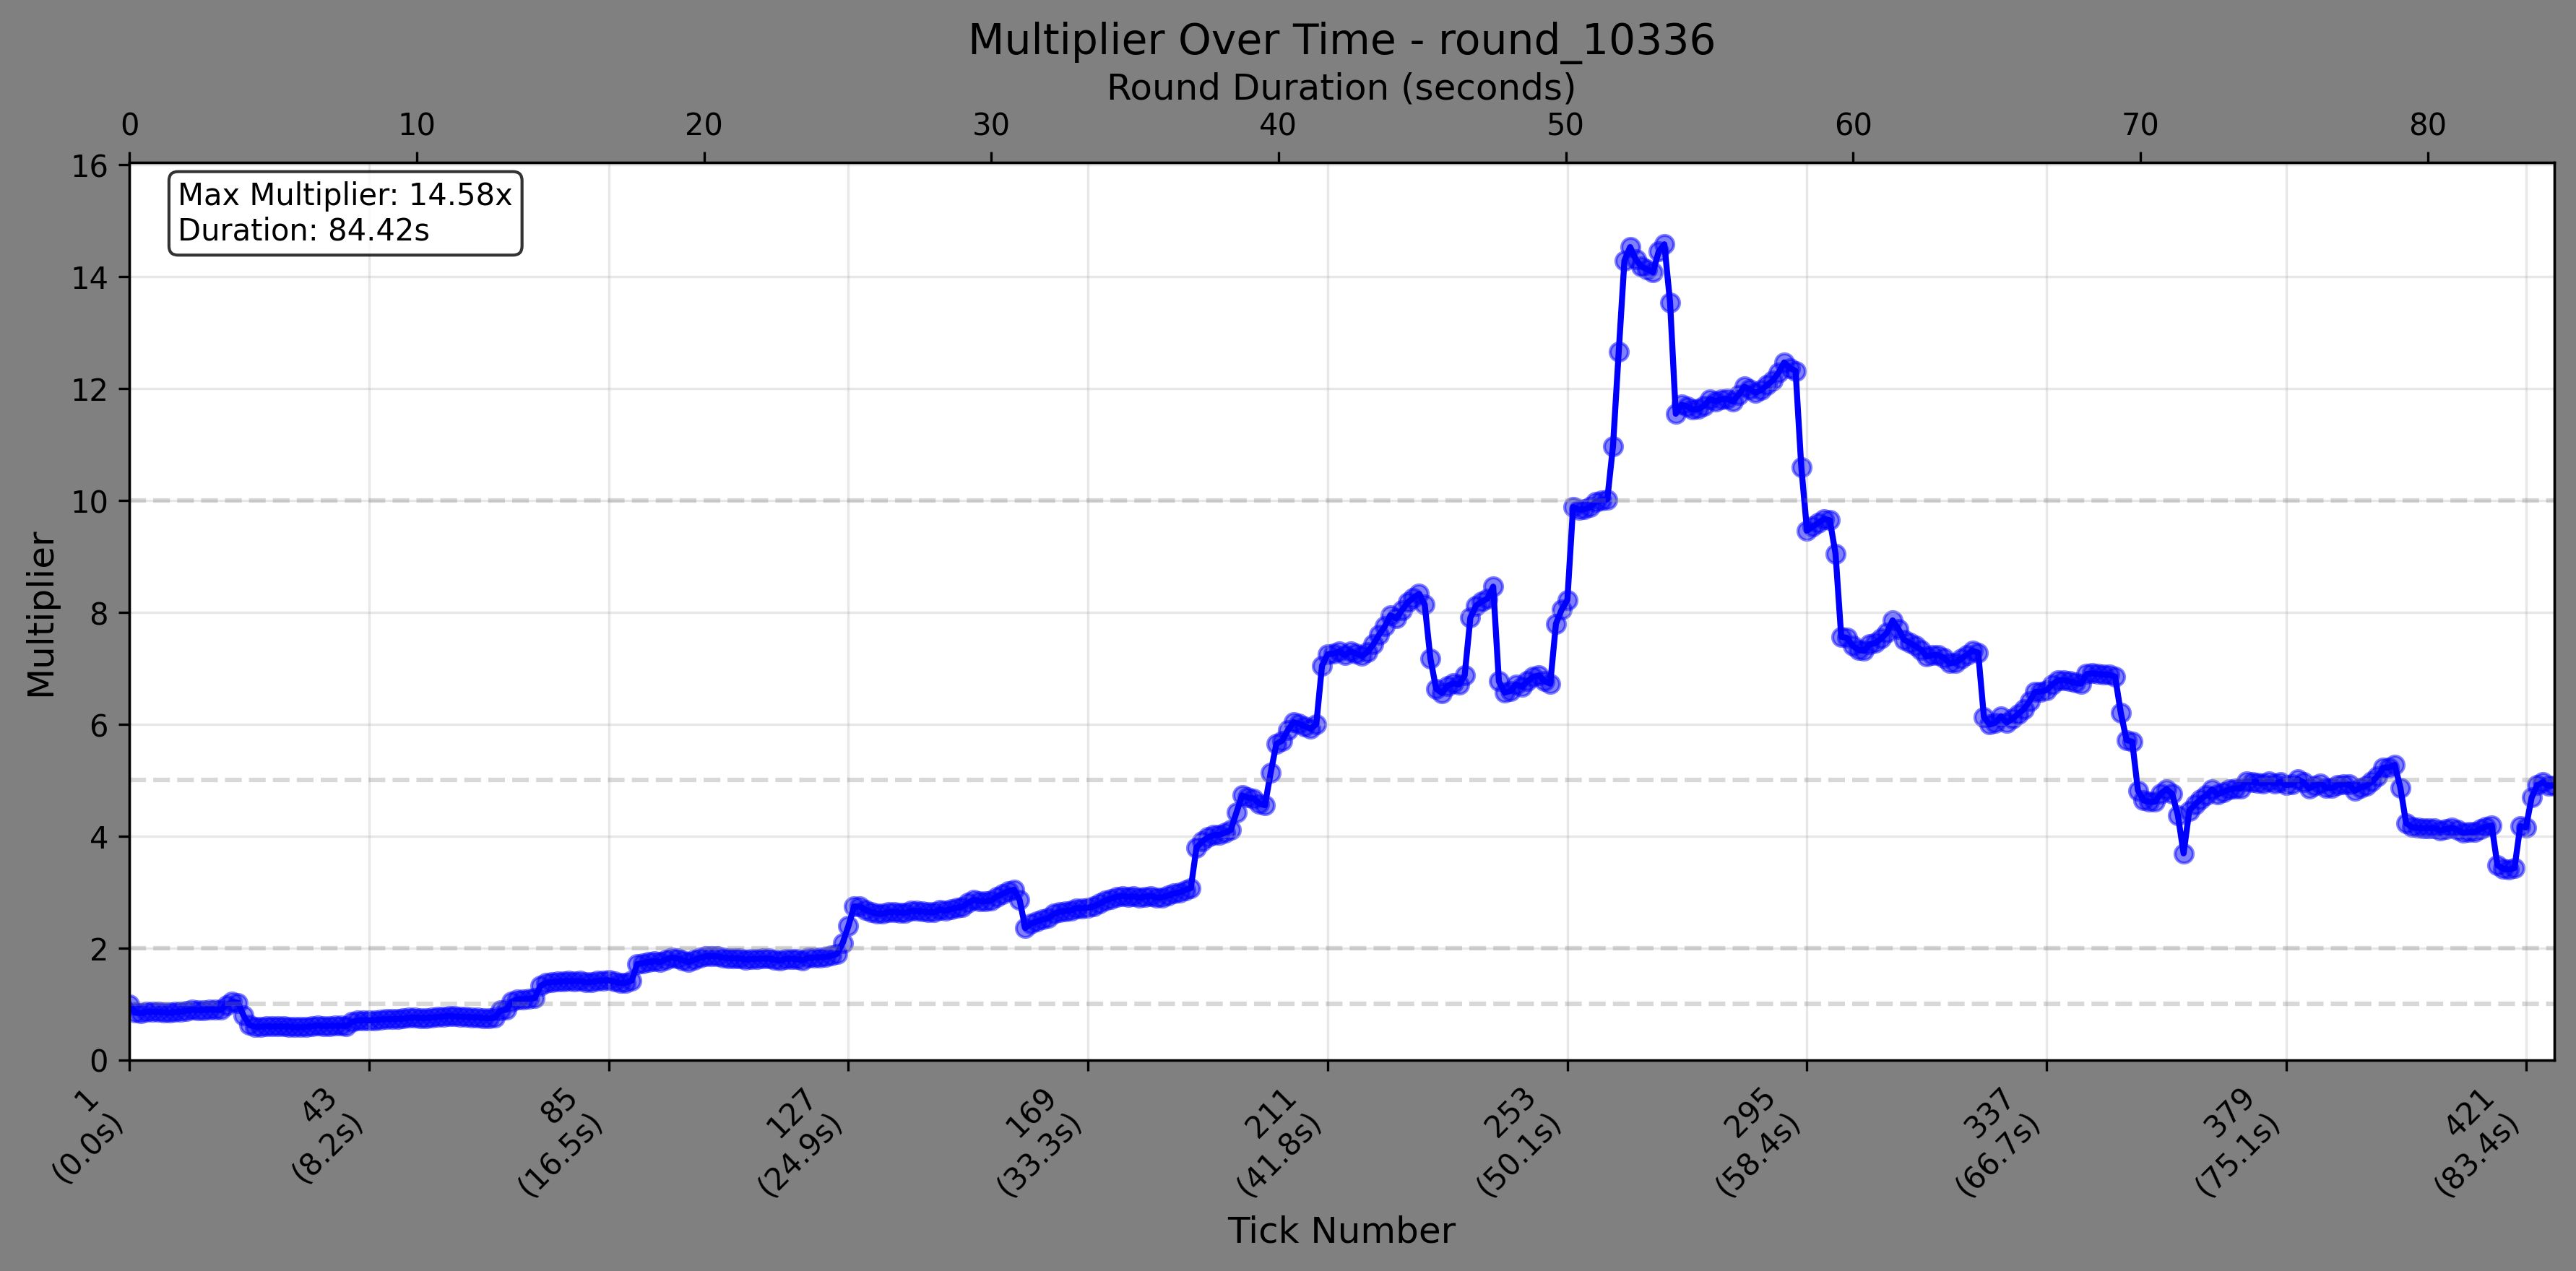 Multiplier Over Time - round_10336
Round Duration (seconds)
0 10 20 30 40 50 60 70 80
Max Multiplier: 14.58x
Duration: 84.42s
Multiplier
16
14
12
10
8
6
4
2
0
1
(0.0s)
43
(8.2s)
85
(16.5s)
127
(24.9s)
169
(33.3s)
211
(41.8s)
253
(50.1s)
295
(58.4s)
337
(66.7s)
379
(75.1s)
421
(83.4s)
Tick Number